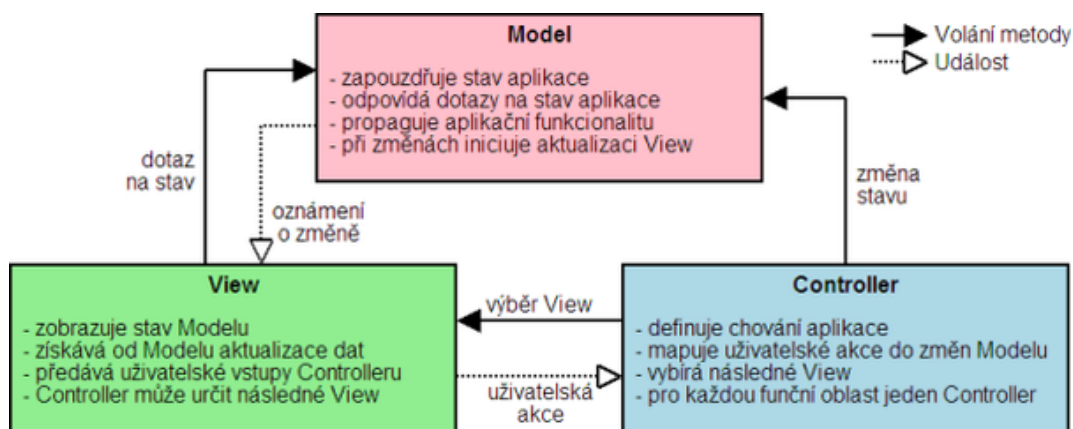 Model
- zapouzdřuje stav aplikace
- odpovídá dotazy na stav aplikace
- propaguje aplikační funkcionalitu
- při změnách iniciuje aktualizaci View
Volání metody
Událost
dotaz
na stav
oznámení
o změně
změna
stavu
View
- zobrazuje stav Modelu
- získává od Modelu aktualizace dat
- předává uživatelské vstupy Controlleru
- Controller může určit následné View
výběr View
uživatelská
akce
Controller
- definuje chování aplikace
- mapuje uživatelské akce do změn Modelu
- vybírá následné View
- pro každou funční oblast jeden Controller